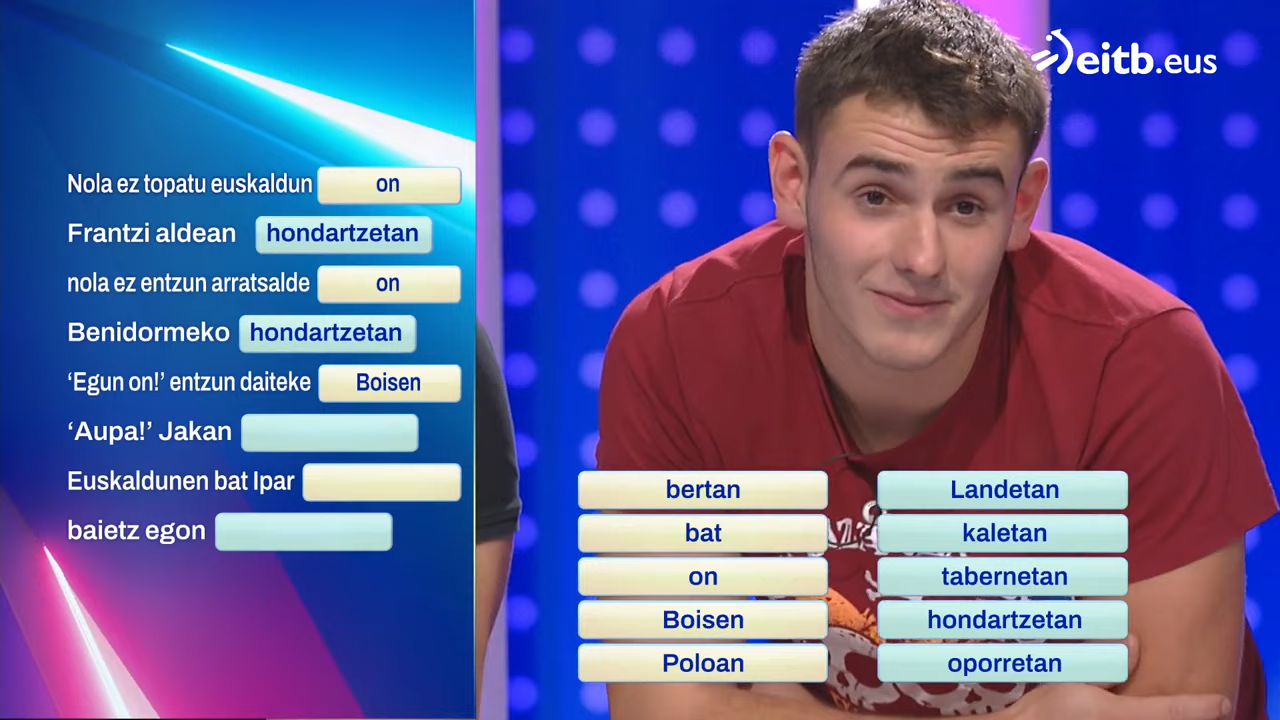 eitb.eus
Nola ez topatu euskaldun on
Frantzi aldean hondartzetan
nola ez entzun arratsalde on
Benidormeko hondartzetan
‘Egun on!’ entzun daiteke Boisen
‘Aupa!’ Jakan
Euskaldunen bat Ipar
baietz egon
bertan Landetan
bat kaletan
on tabernetan
Boisen hondartzetan
Poloan oporretan